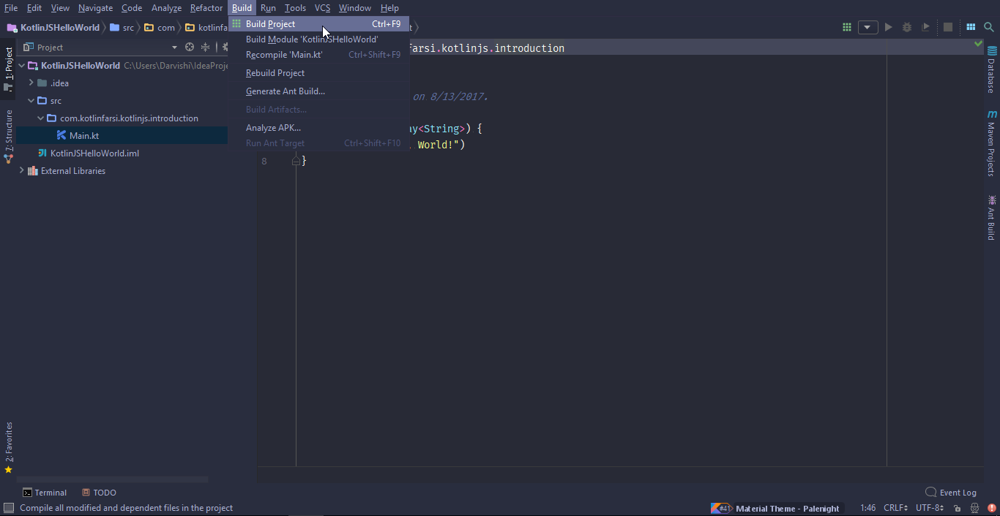 File Edit View Navigate Code Analyze Refactor Build Run Tools VCS Window Help
KotlinJSHelloWorld src com kotlinfa t
Build Project Ctrl+F9
Build Module 'KotlinJSHelloWorld'
Recompile 'Main.kt' Ctrl+Shift+F9
Rebuild Project
Generate Ant Build...
Build Artifacts...
Analyze APK...
Run Ant Target Ctrl+Shift+F10
1: Project
7: Structure
2: Favorites
Project
KotlinJSHelloWorld C:\Users\Darvishi\IdeaProje
.idea
src
com.kotlinfarsi.kotlinjs.introduction
Main.kt
KotlinJSHelloWorld.iml
External Libraries
farsi.kotlinjs.introduction
on 8/13/2017.
ay<String>) {
, World!")
8 }
Database
m Maven Projects
Ant Build
Terminal TODO
Event Log
Compile all modified and dependent files in the project
#41 Material Theme - Palenight
1:46 CRLF UTF-8